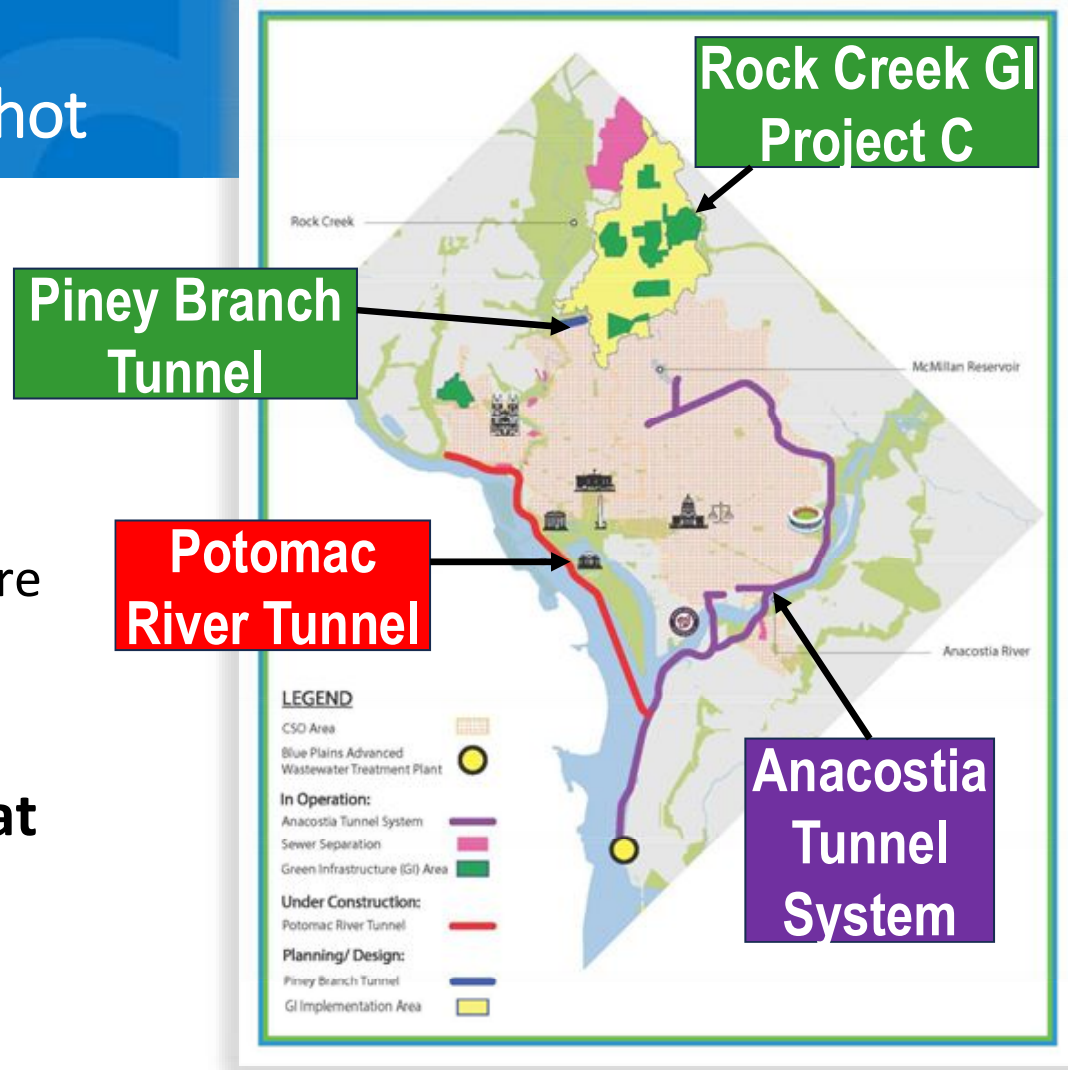 hot
Rock Creek GI
Project C
Rock Creek
Piney Branch
Tunnel
McMillan Reservoir
Potomac
River Tunnel
re
Anacostia River
at
LEGEND
CSO Area
Blue Plains Advanced
Wastewater Treatment Plant
In Operation:
Anacostia Tunnel System
Sewer Separation
Green Infrastructure (GI) Area
Under Construction:
Potomac River Tunnel
Planning/ Design:
Piney Branch Tunnel
GI Implementation Area
Anacostia
Tunnel
System